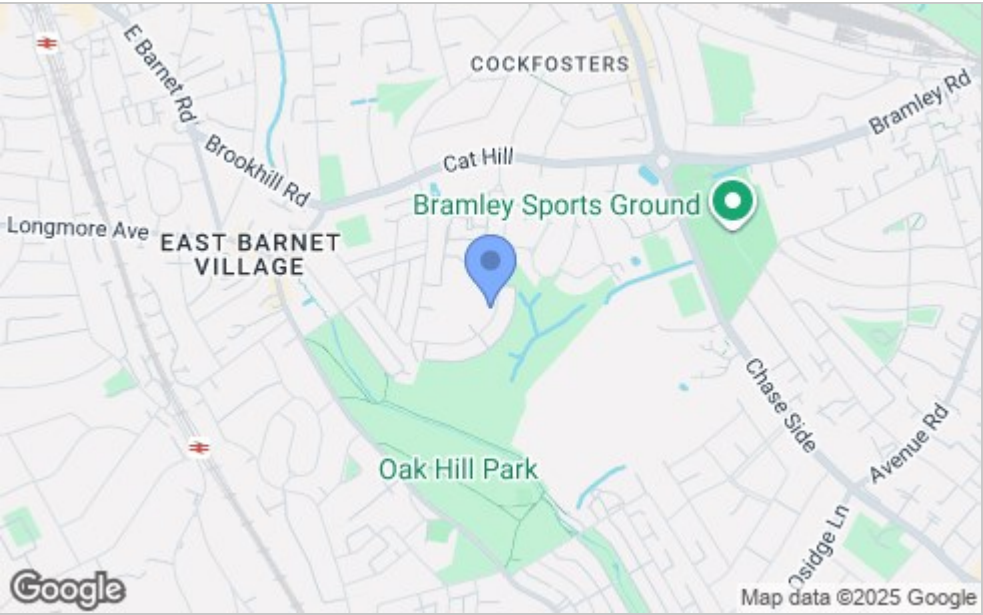 E Barnet Rd
COCKFOSTERS
Bramley Rd
Brookhill Rd
Cat Hill
Bramley Sports Ground
Longmore Ave
EAST BARNET
VILLAGE
Chase Side
Avenue Rd
Oak Hill Park
Osidge Ln
Google
Map data ©2025 Google